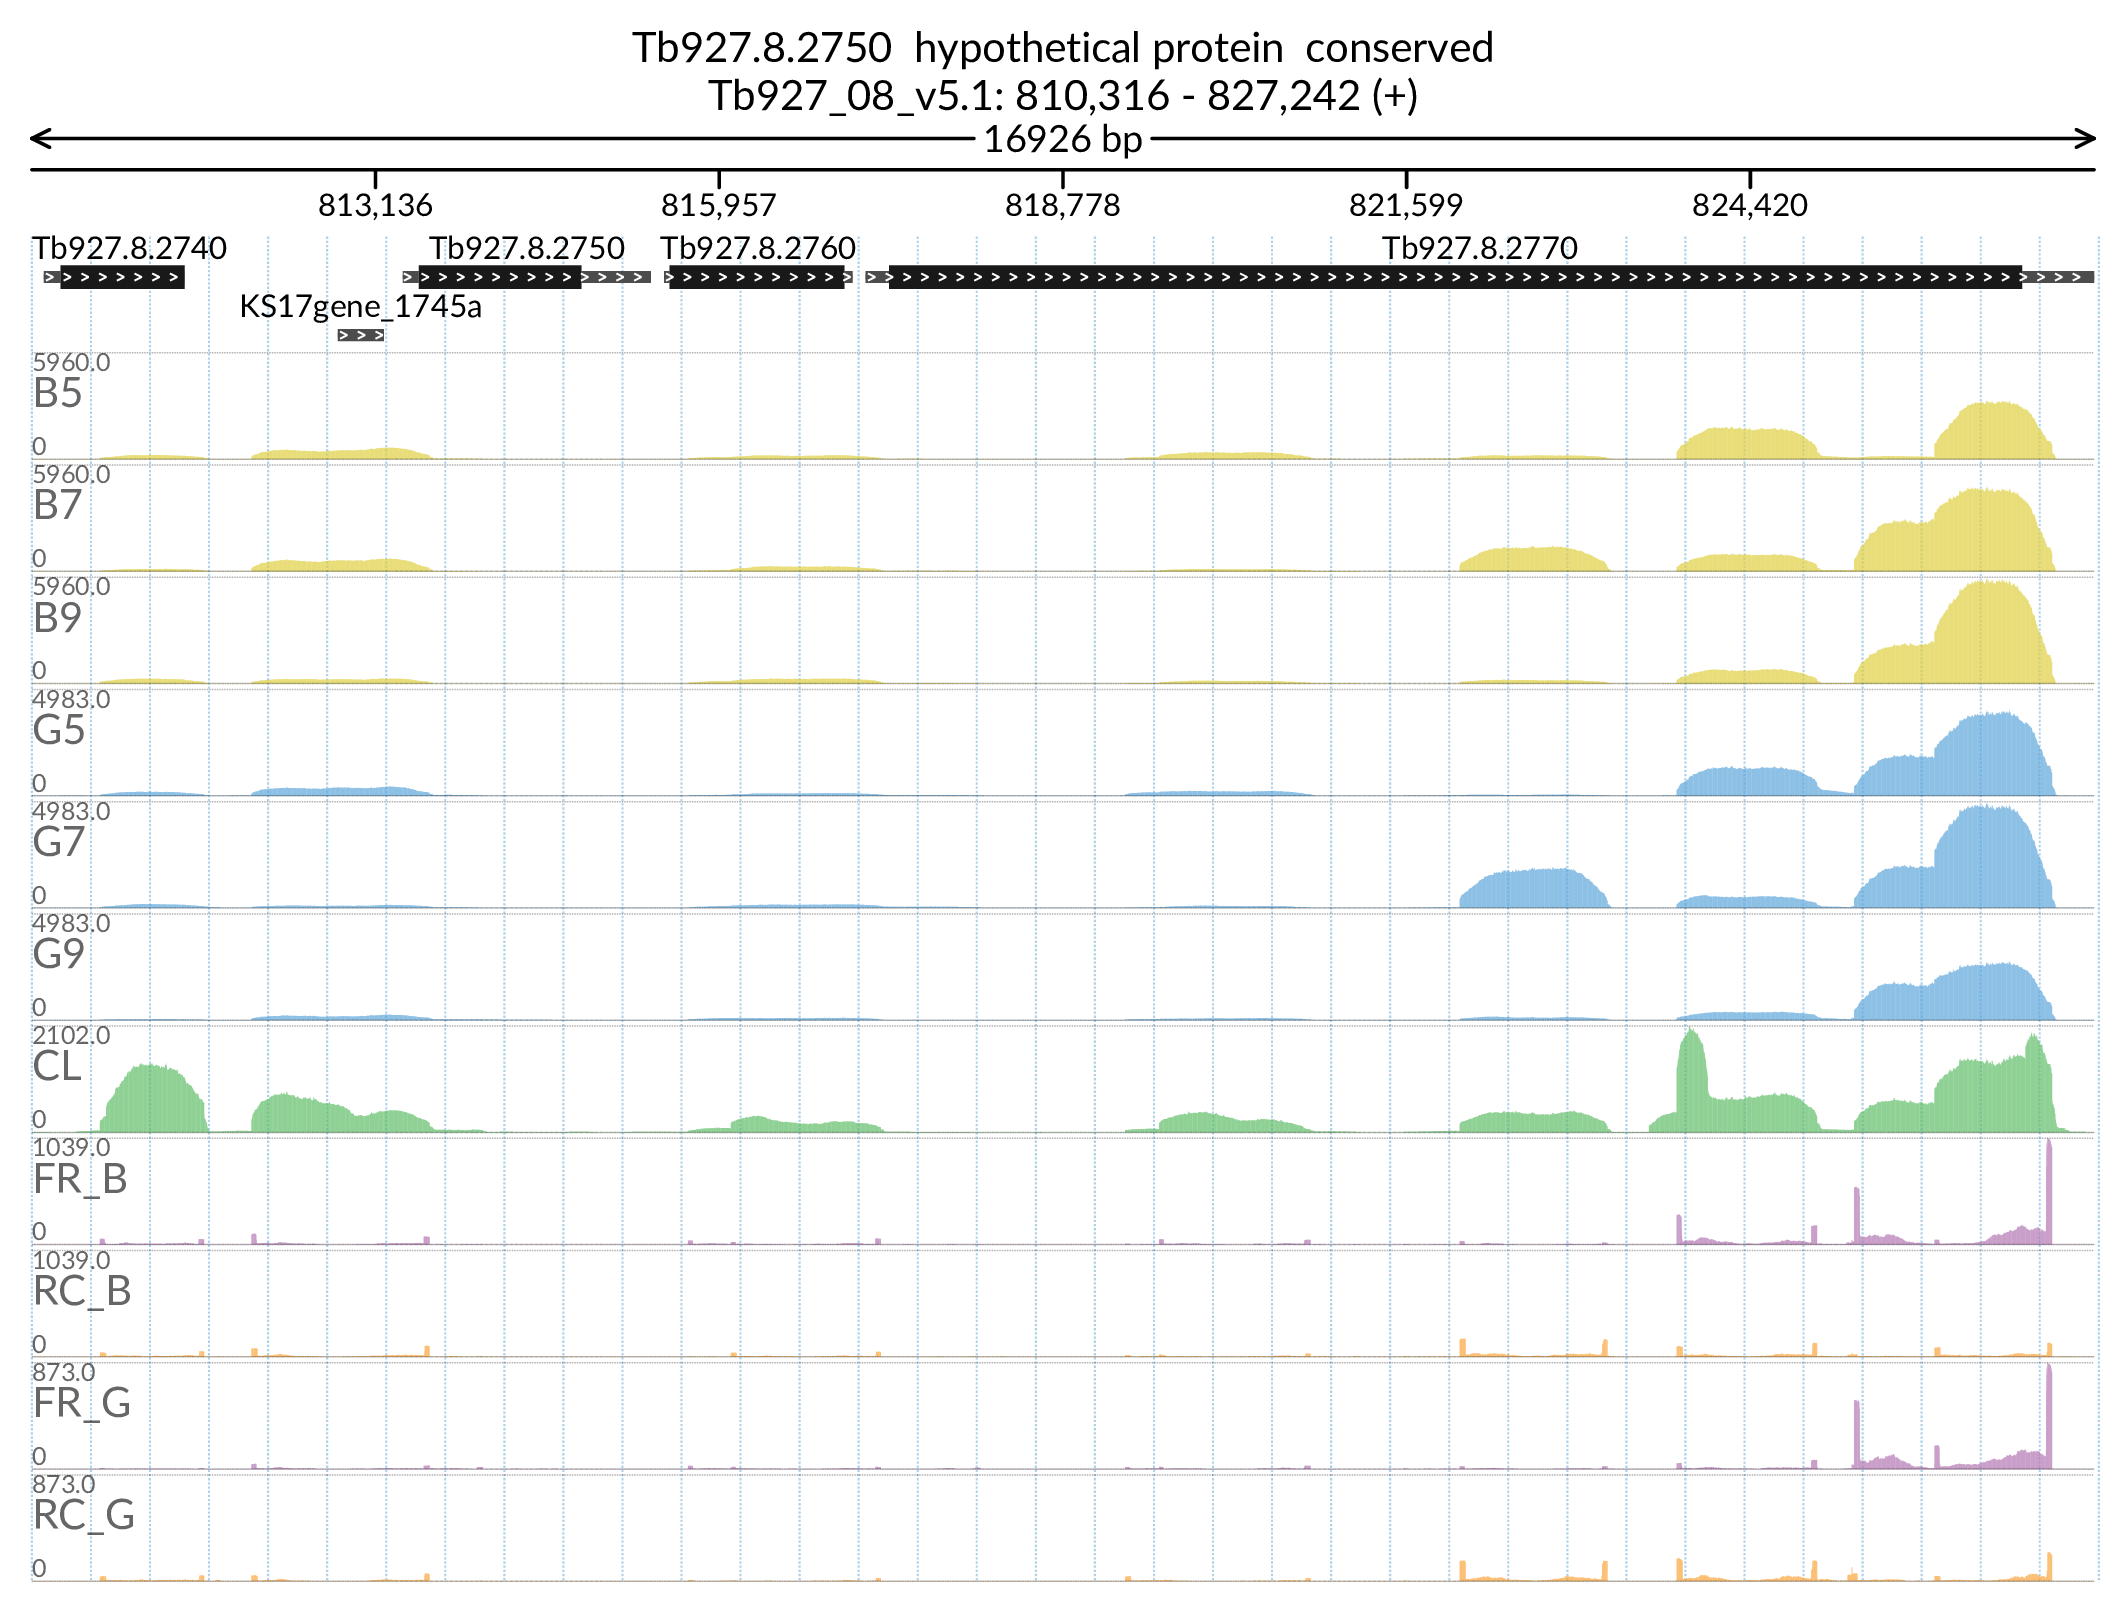 Tb927.8.2750  hypothetical protein  conserved
Tb927_08_v5.1: 810,316 - 827,242 (+)
16926 bp
813,136 815,957 818,778 821,599 824,420
Tb927.8.2740 Tb927.8.2750 Tb927.8.2760 Tb927.8.2770
KS17gene_1745a
5960.0
B5
0
5960.0
B7
0
5960.0
B9
0
4983.0
G5
0
4983.0
G7
0
4983.0
G9
0
2102.0
CL
0
1039.0
FR_B
0
1039.0
RC_B
0
873.0
FR_G
0
873.0
RC_G
0